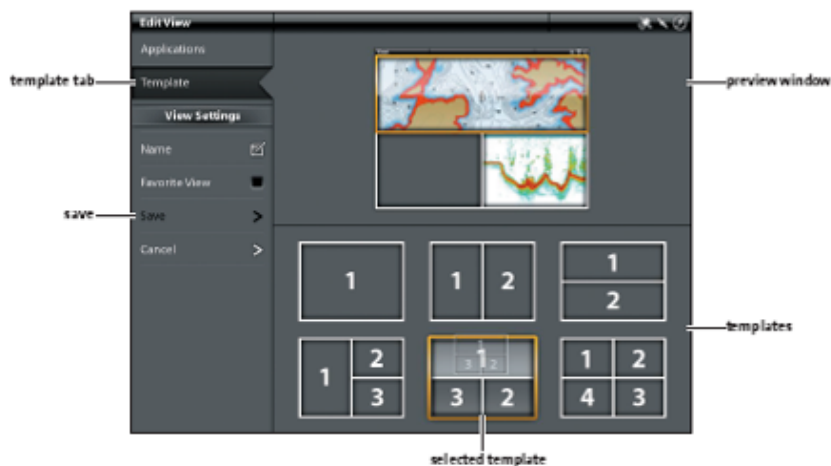 Edit View
Applications
template tab
Template
preview window
View Settings
Name
Favorite View
save
Save
Cancel
1
1 2
1
2
templates
1 2
3
1
3 2
1 2
4 3
selected template